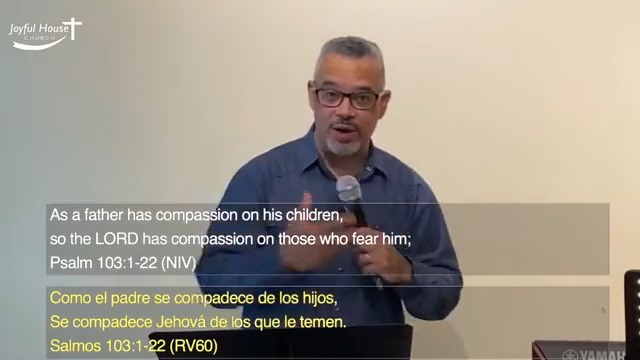 Joyful House
CHURCH
As a father has compassion on his children,
so the LORD has compassion on those who fear him;
Psalm 103:1-22 (NIV)
Como el padre se compadece de los hijos,
Se compadece Jehová de los que le temen.
Salmos 103:1-22 (RV60)
YAMAH